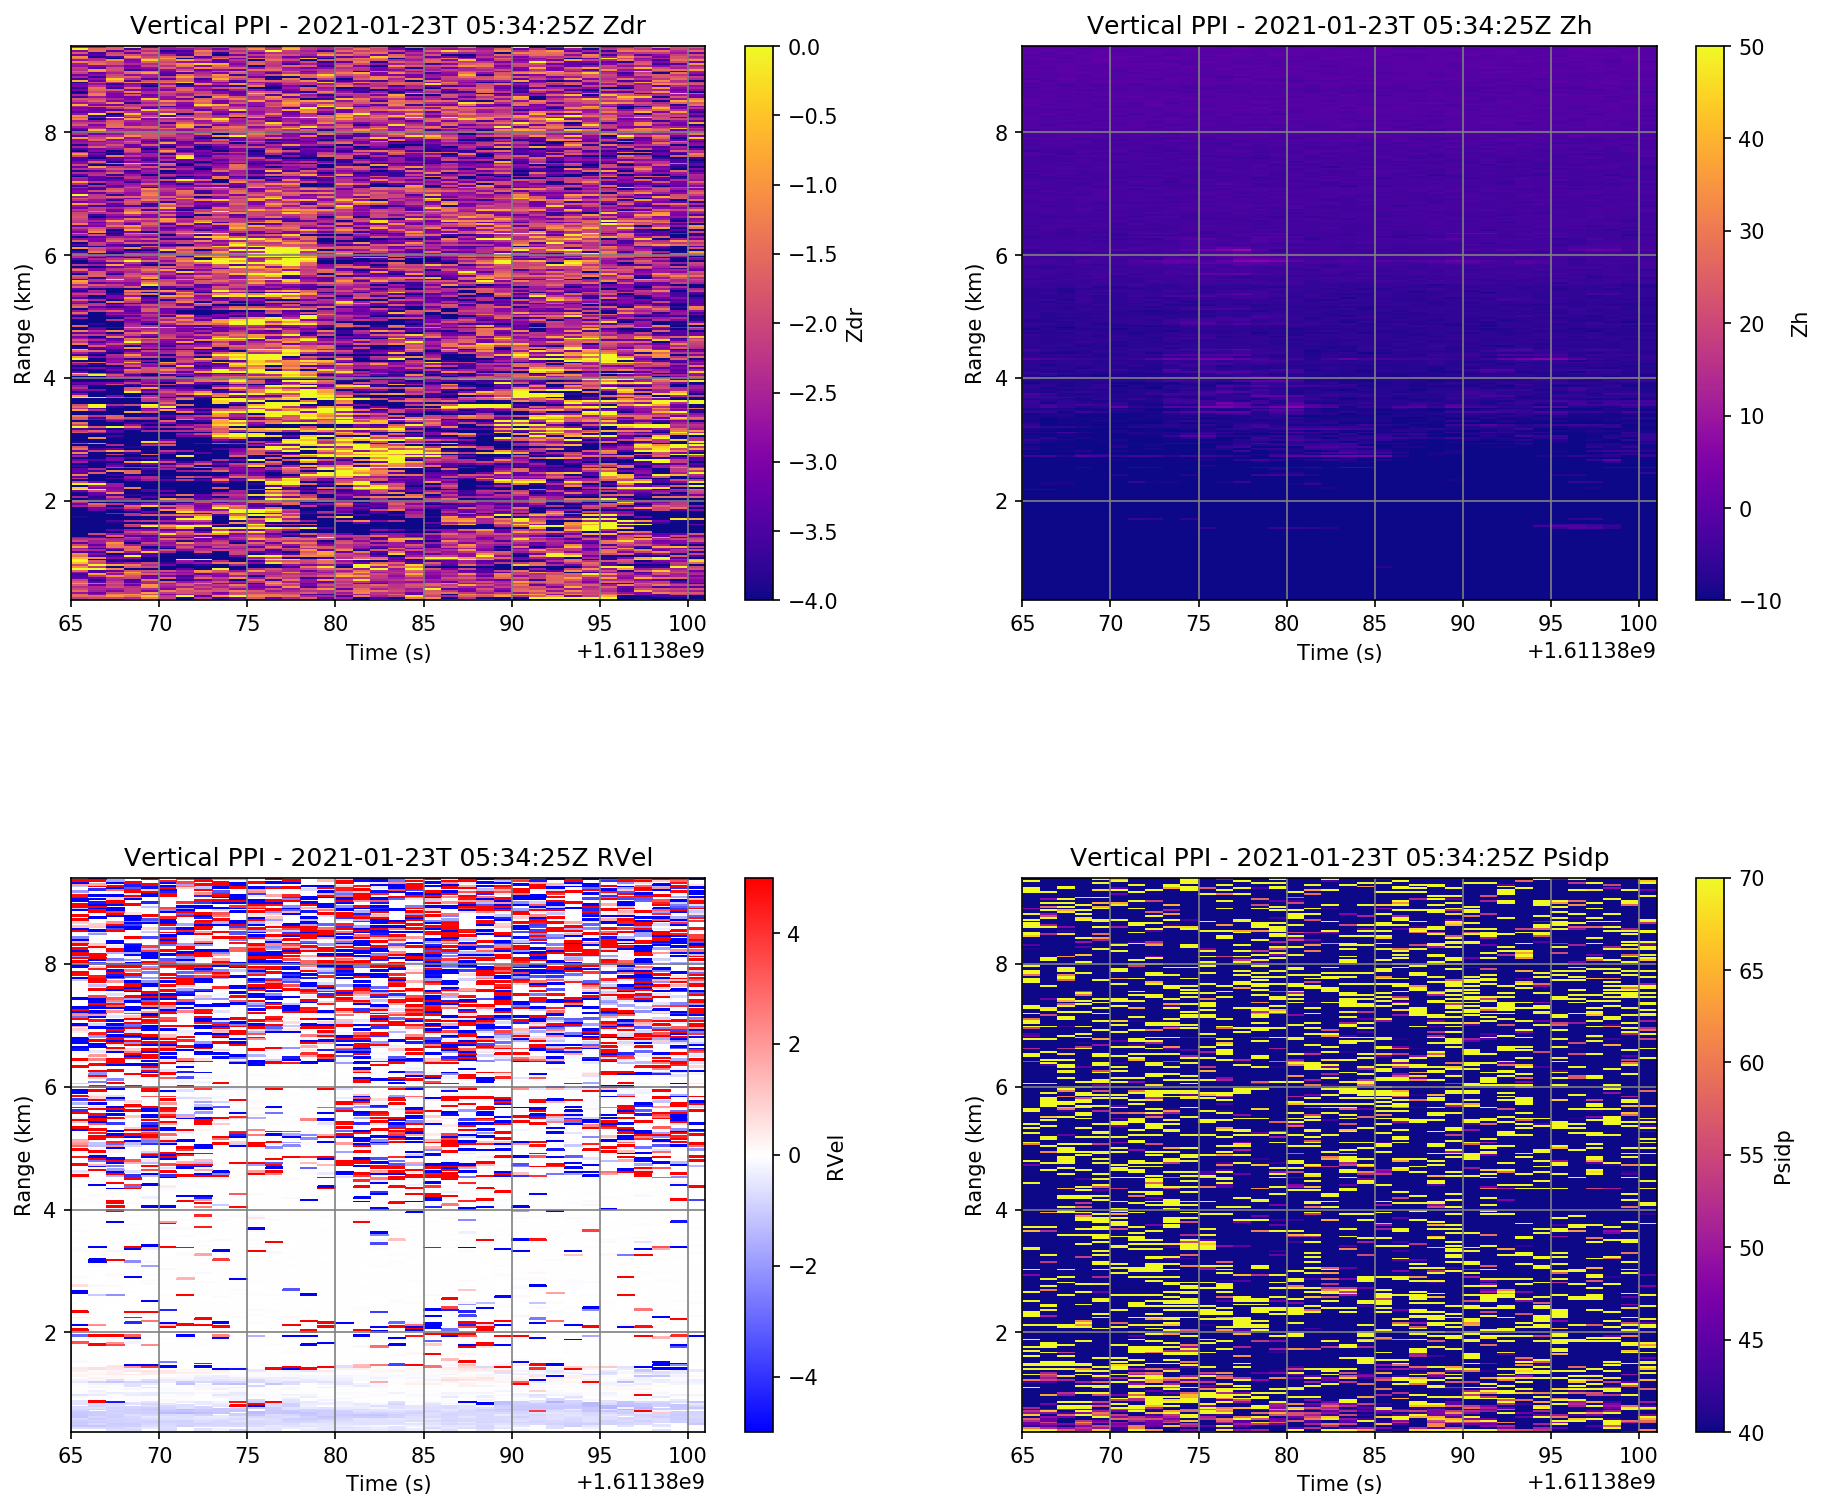 Vertical PPI - 2021-01-23T 05:34:25Z Zdr
0.0
−0.5
−1.0
−1.5
−2.0
−2.5
−3.0
−3.5
−4.0
Zdr
8
6
4
2
Range (km)
65 70 75 80 85 90 95 100
Time (s)
+1.61138e9
Vertical PPI - 2021-01-23T 05:34:25Z Zh
50
40
30
20
10
0
−10
Zh
8
6
4
2
Range (km)
65 70 75 80 85 90 95 100
Time (s)
+1.61138e9
Vertical PPI - 2021-01-23T 05:34:25Z RVel
4
2
0
−2
−4
RVel
8
6
4
2
Range (km)
65 70 75 80 85 90 95 100
Time (s)
+1.61138e9
Vertical PPI - 2021-01-23T 05:34:25Z Psidp
70
65
60
55
50
45
40
Psidp
8
6
4
2
Range (km)
65 70 75 80 85 90 95 100
Time (s)
+1.61138e9